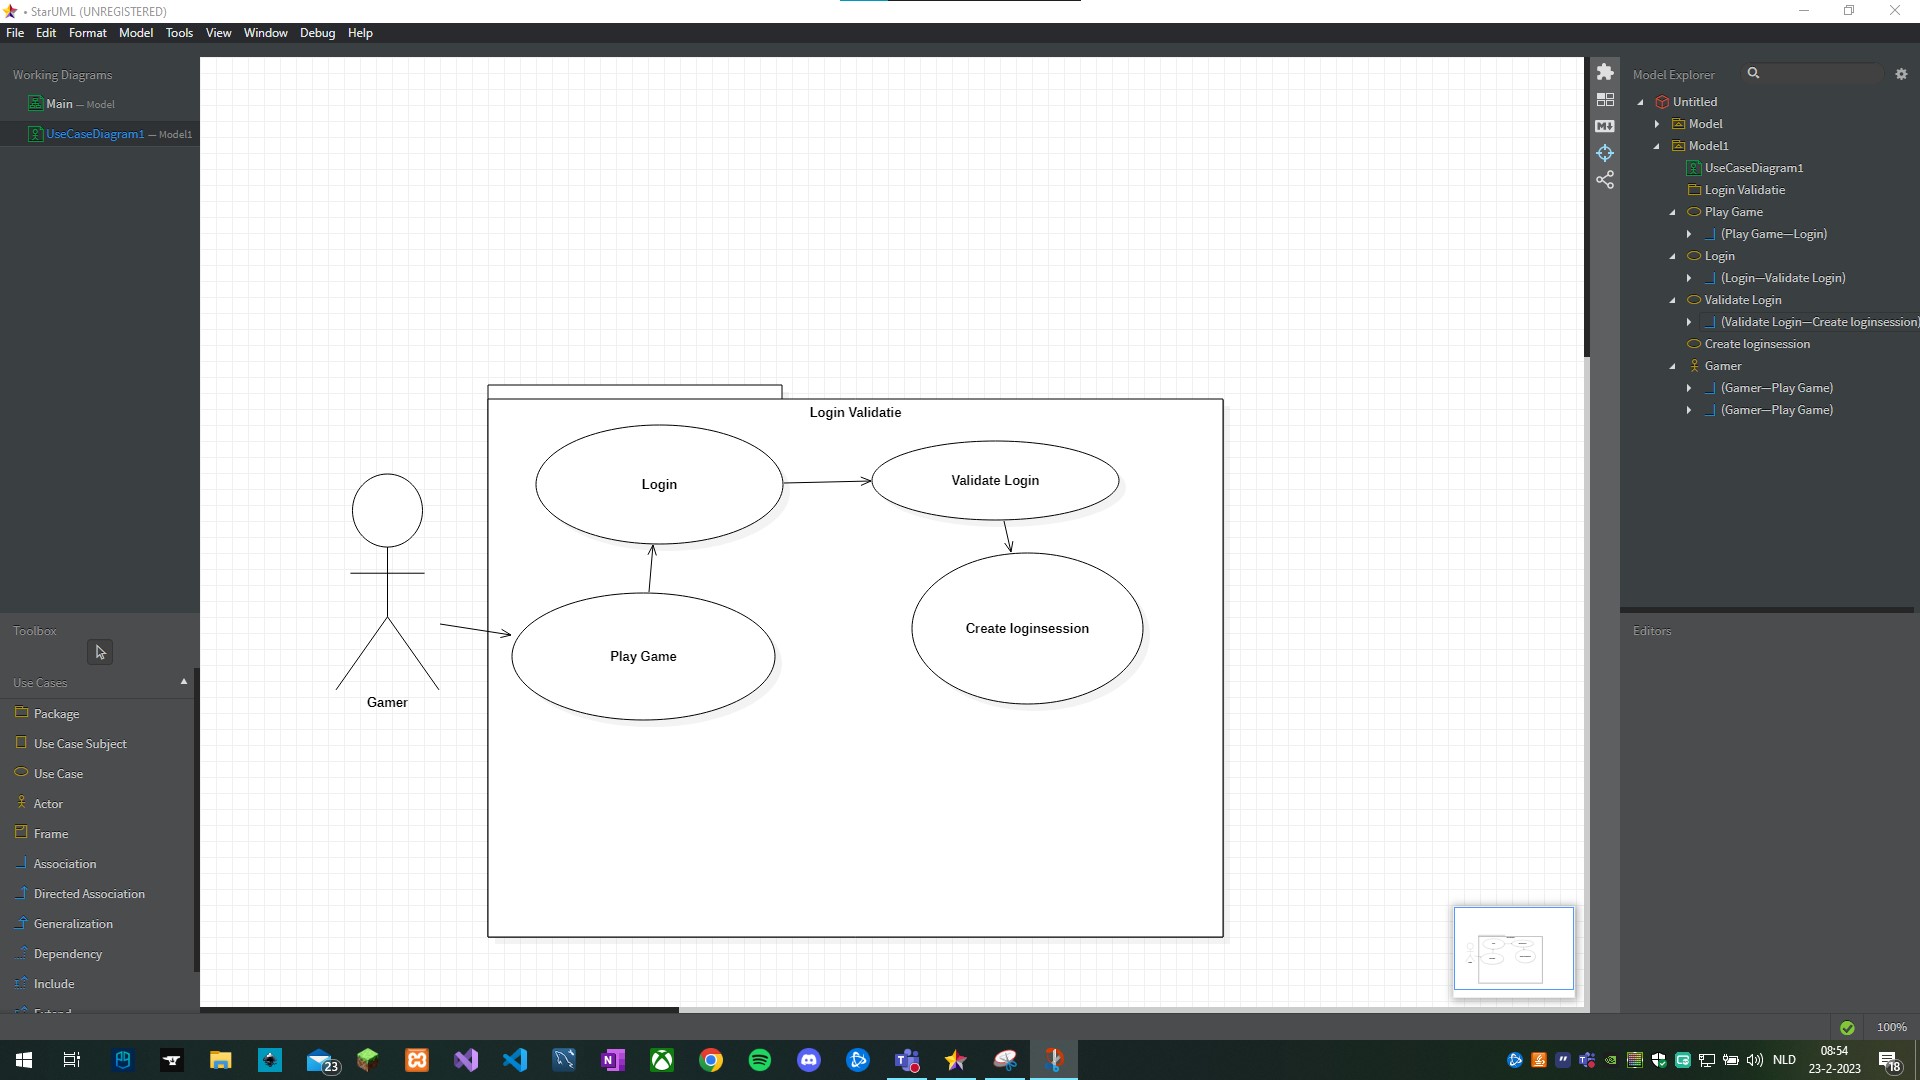 • StarUML (UNREGISTERED)
File Edit Format Model Tools View Window Debug Help
Working Diagrams
Main — Model
UseCaseDiagram1 — Model1
Toolbox
Use Cases
Package
Use Case Subject
Use Case
Actor
Frame
Association
Directed Association
Generalization
Dependency
Include
Extend
Login Validatie
Login
Validate Login
Create loginsession
Play Game
Gamer
Model Explorer
Untitled
Model
Model1
UseCaseDiagram1
Login Validatie
Play Game
(Play Game—Login)
Login
(Login—Validate Login)
Validate Login
(Validate Login—Create loginsession)
Create loginsession
Gamer
(Gamer—Play Game)
(Gamer—Play Game)
Editors
100%
23
NLD
08:54
23-2-2023
18